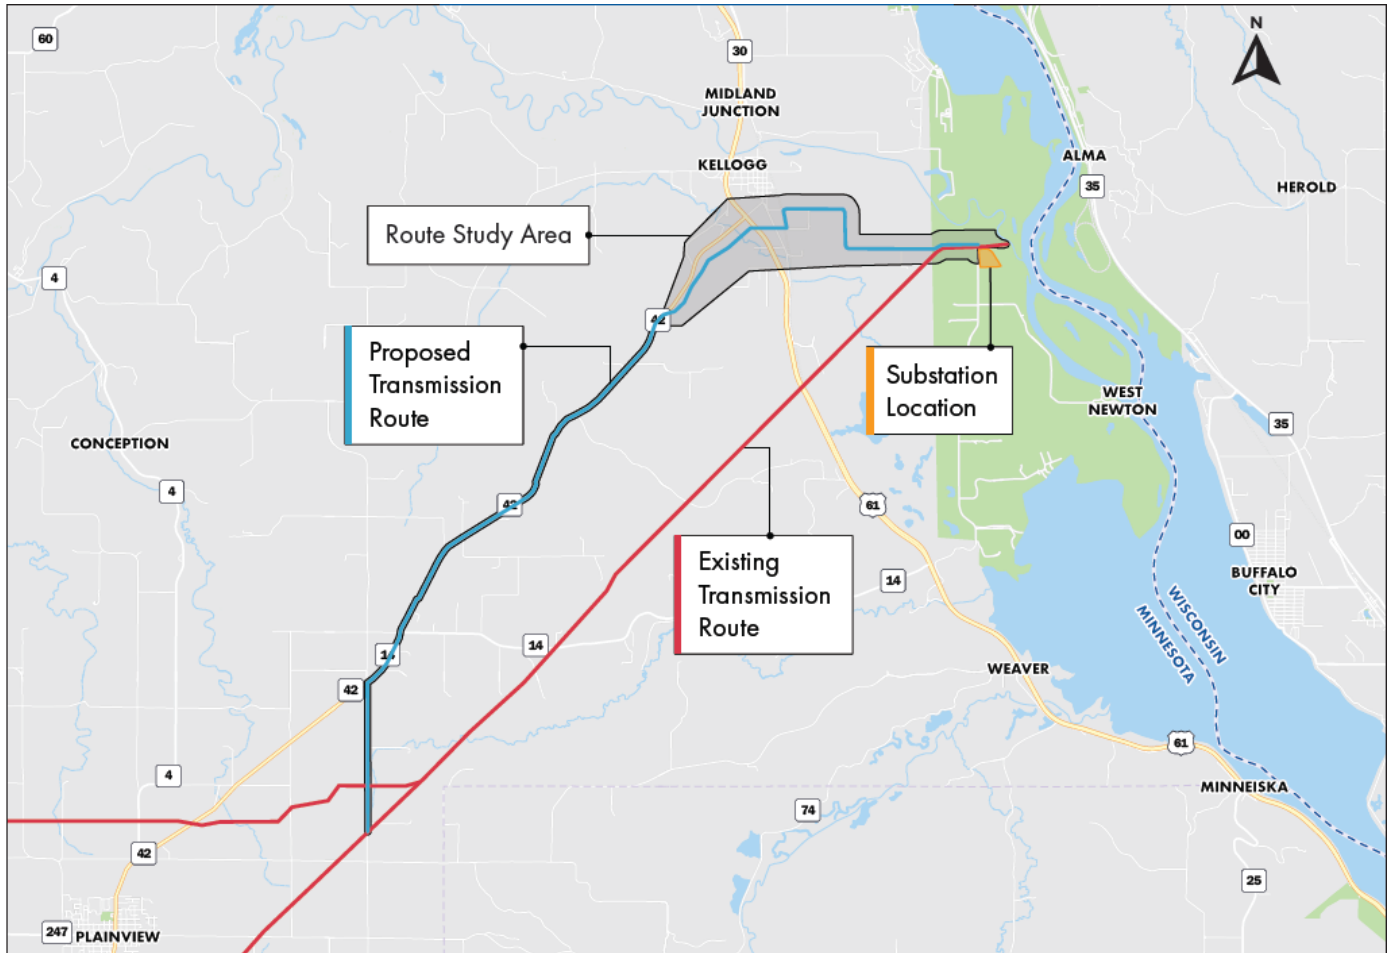 60
30
N
MIDLAND
JUNCTION
ALMA
KELLOGG
35
HEROLD
Route Study Area
4
42
Proposed
Transmission
Route
Substation
Location
WEST
NEWTON
35
CONCEPTION
4
42
61
00
Existing
Transmission
Route
14
BUFFALO
CITY
WISCONSIN
MINNESOTA
14
42
WEAVER
61
4
MINNEISKA
74
42
25
247
PLAINVIEW